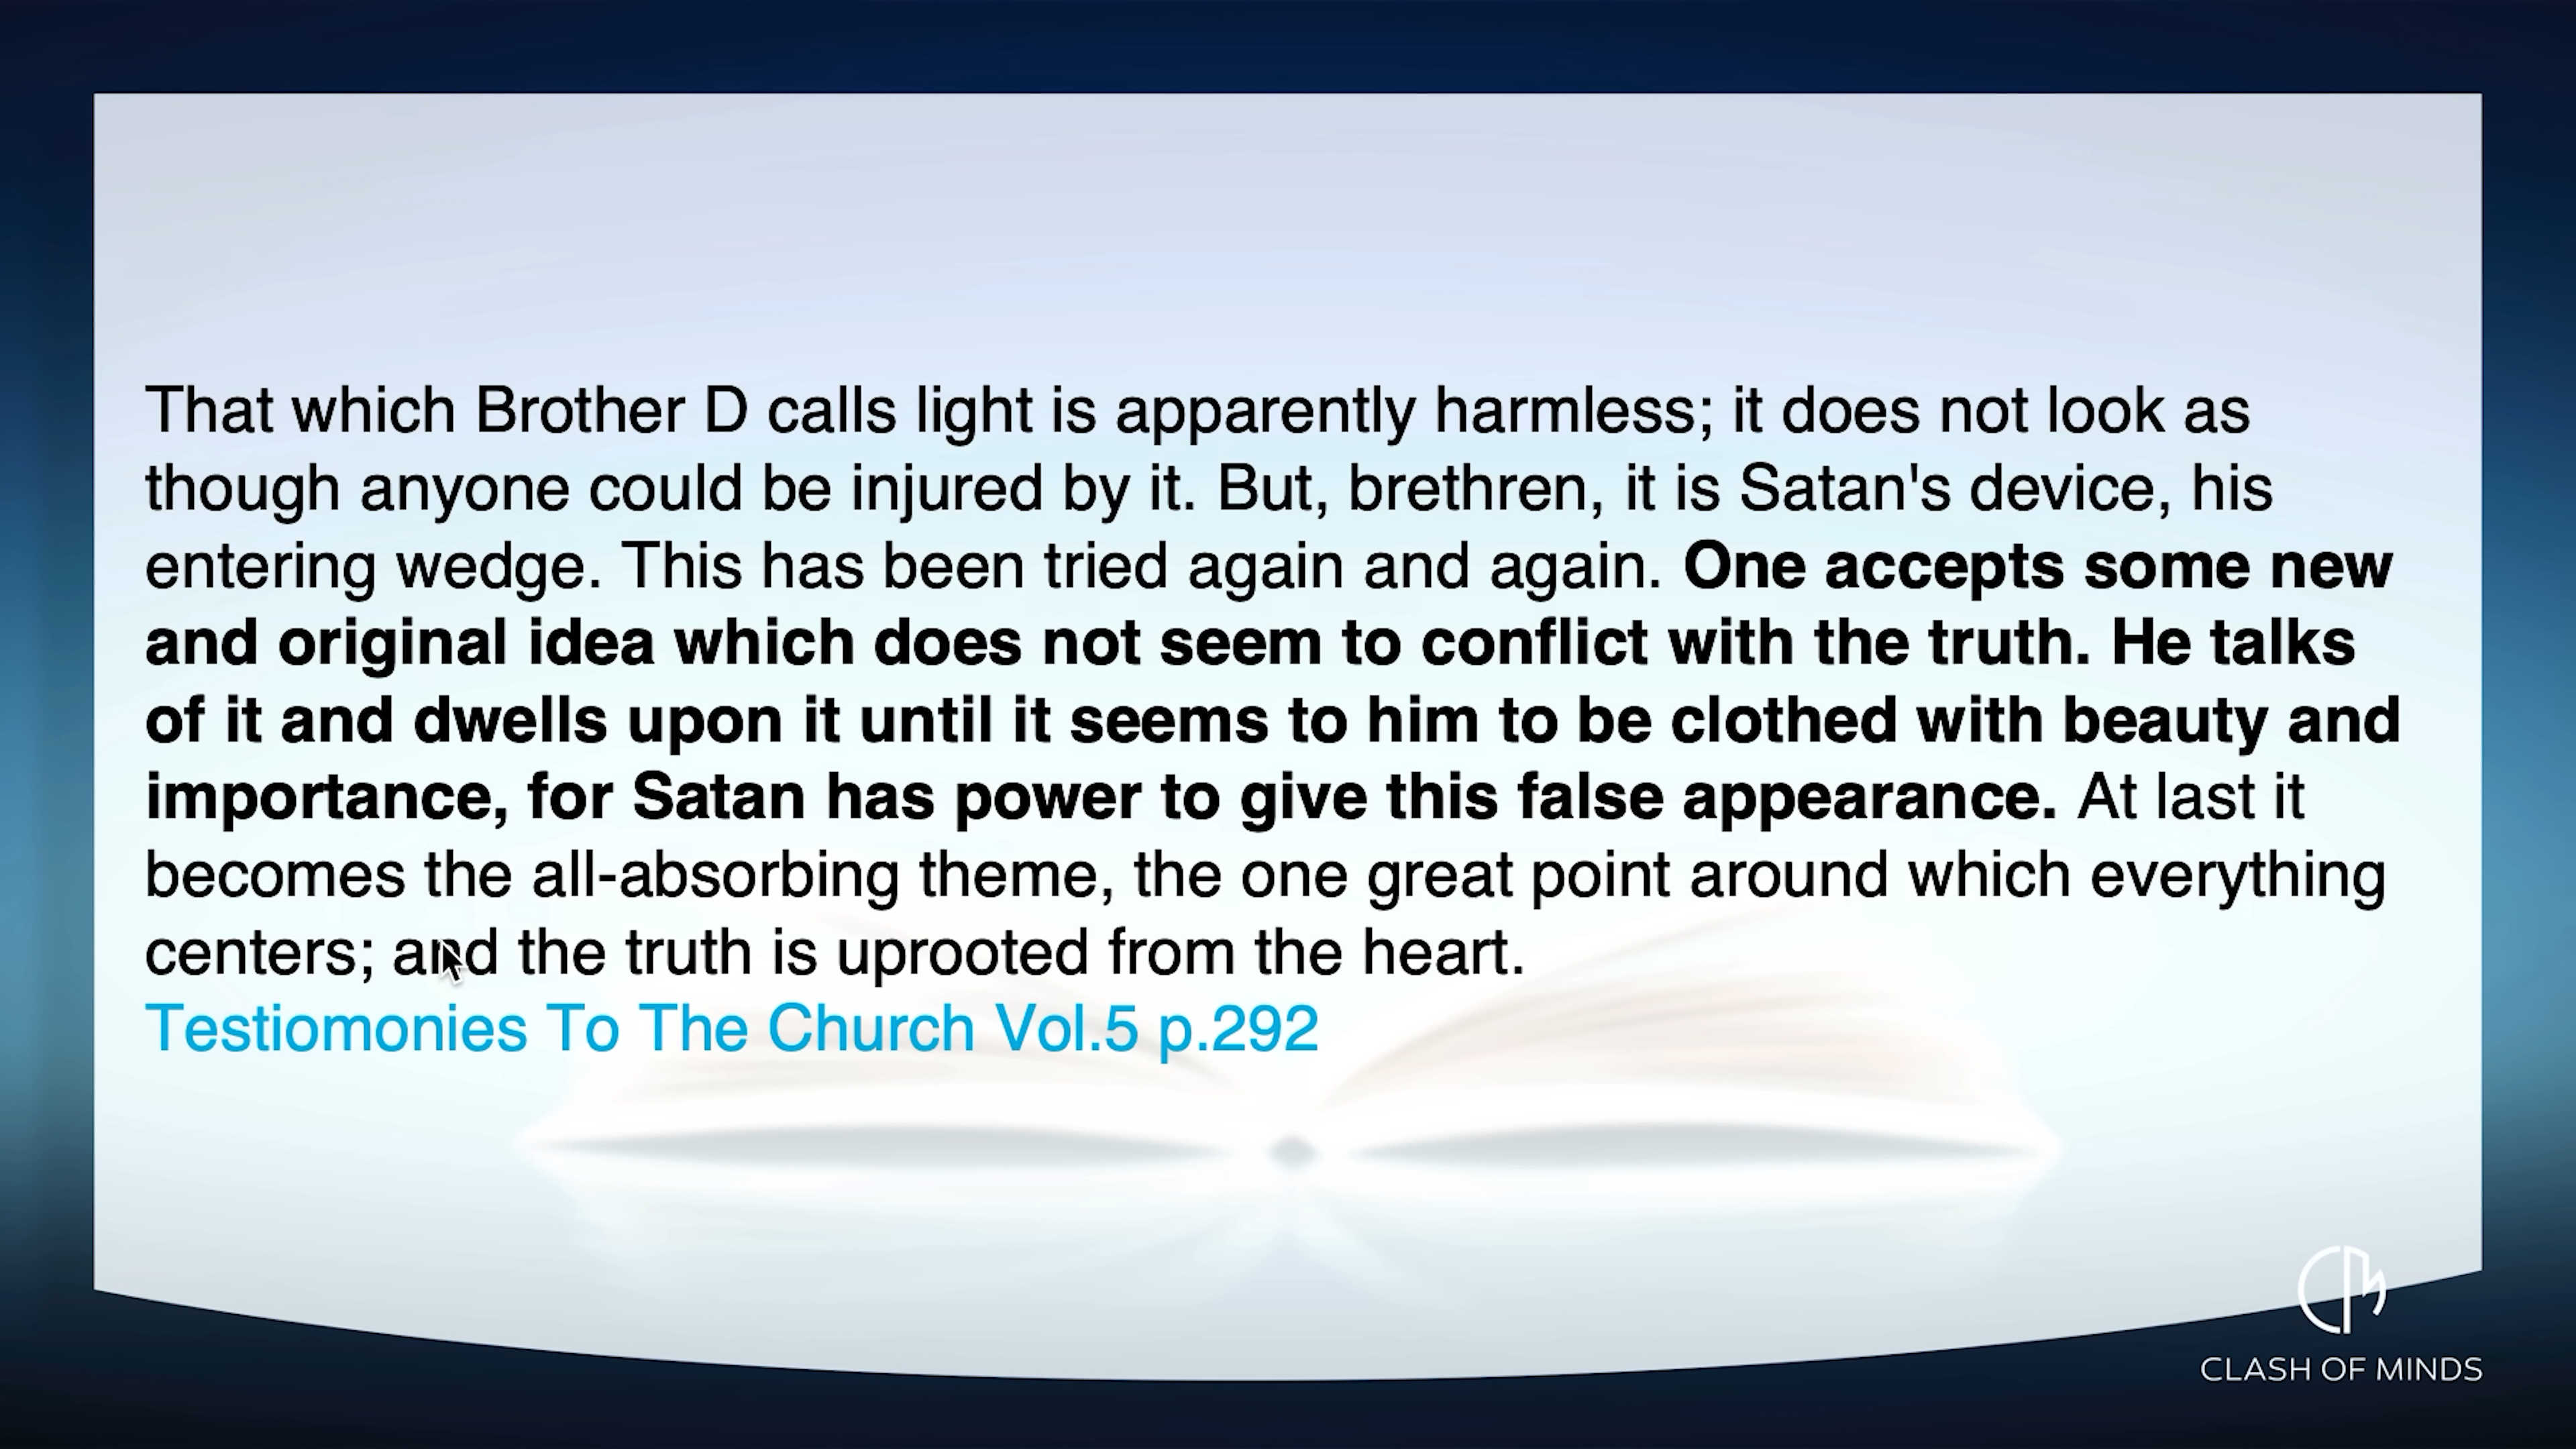 That which Brother D calls light is apparently harmless; it does not look as
though anyone could be injured by it. But, brethren, it is Satan's device, his
entering wedge. This has been tried again and again. One accepts some new
and original idea which does not seem to conflict with the truth. He talks
of it and dwells upon it until it seems to him to be clothed with beauty and
importance, for Satan has power to give this false appearance. At last it
becomes the all-absorbing theme, the one great point around which everything
centers; and the truth is uprooted from the heart.
Testiomonies To The Church Vol.5 p.292
CLASH OF MINDS